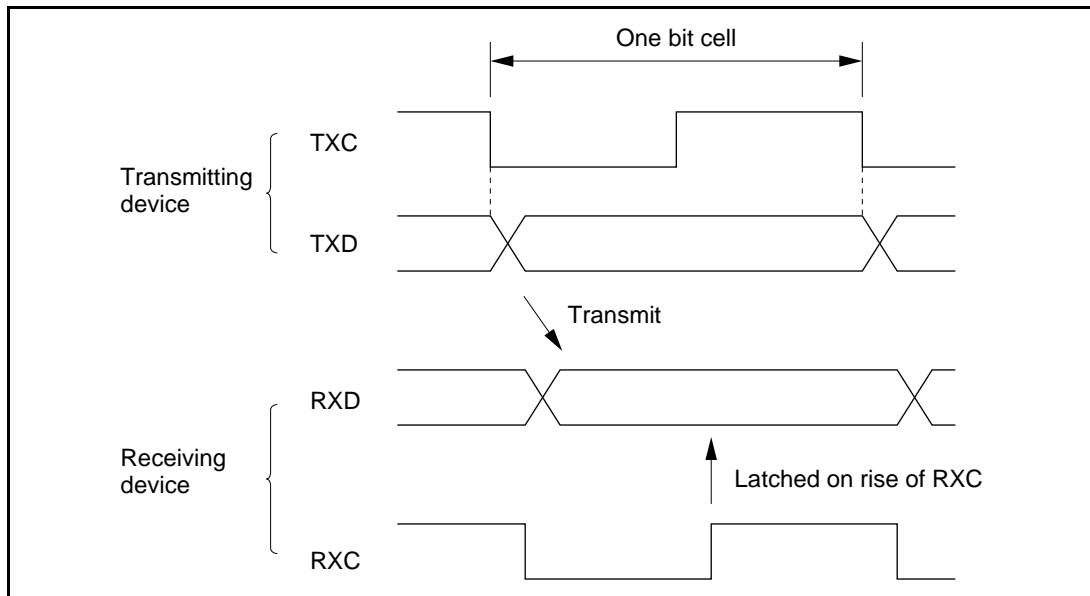 One bit cell
TXC
Transmitting
device
TXD
Transmit
RXD
Receiving
device
Latched on rise of RXC
RXC